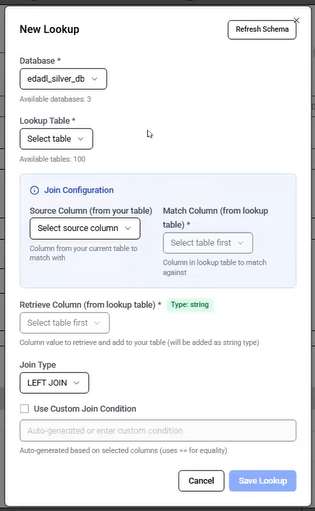 New Lookup
Refresh Schema
Database *
edadl_silver_db
Available databases: 3
Lookup Table *
Select table
Available tables: 100
Join Configuration
Source Column (from your table)
Select source column
Column from your current table to
match with
Match Column (from lookup
table) *
Select table first
Column in lookup table to match
against
Retrieve Column (from lookup table) *
Type: string
Select table first
Column value to retrieve and add to your table (will be added as string type)
Join Type
LEFT JOIN
Use Custom Join Condition
Auto-generated or enter custom condition
Auto-generated based on selected columns (uses == for equality)
Cancel
Save Lookup